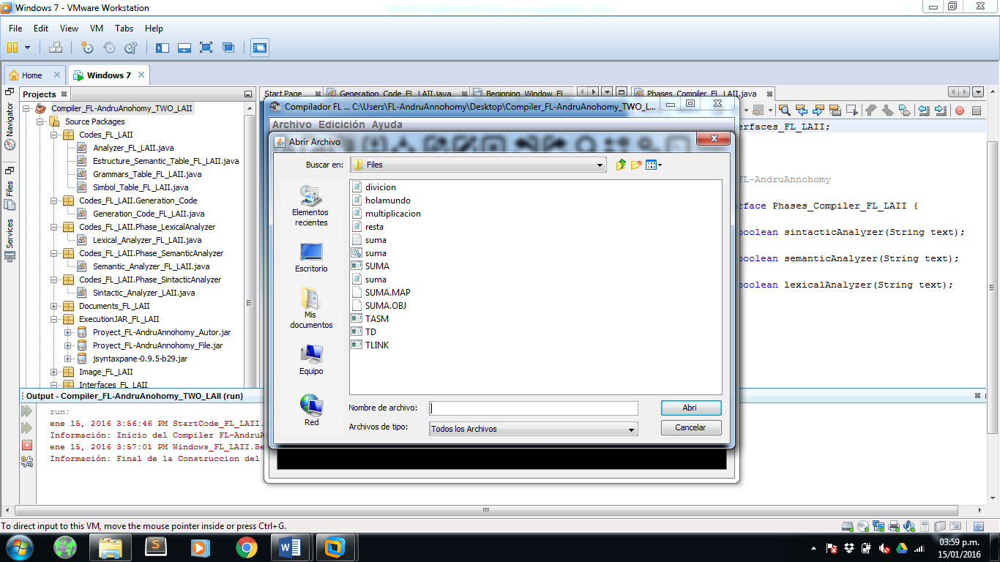 Windows 7 - VMware Workstation
File Edit View VM Tabs Help
Home
Windows 7
Projects
Start Page
Generation_Code_FL_LAII.java
Beginning_Window_FL
Phases_Compiler_FL_LAII.java
Navigator
Files
Services
Compiler_FL-AndruAnohomy_TWO_LAII
Source Packages
Codes_FL_LAII
Analyzer_FL_LAII.java
Estructure_Semantic_Table_FL_LAII.java
Grammars_Table_FL_LAII.java
Simbol_Table_FL_LAII.java
Codes_FL_LAII.Generation_Code
Generation_Code_FL_LAII.java
Codes_FL_LAII.Phase_LexicalAnalyzer
Lexical_Analyzer_FL_LAII.java
Codes_FL_LAII.Phase_SemanticAnalyzer
Semantic_Analyzer_FL_LAII.java
Codes_FL_LAII.Phase_SintacticAnalyzer
Sintactic_Analyzer_LAII.java
Documents_FL_LAII
ExecutionJAR_FL_LAII
Proyect_FL-AndruAnnohomy_Autor.jar
Proyect_FL-AndruAnnohomy_File.jar
jsyntaxpane-0.9.5-b29.jar
Image_FL_LAII
Interfaces_FL_LAII
Compilador FL ... C:\Users\FL-AndruAnnohomy\Desktop\Compiler_FL-AndruAnohomy_TWO_L...
Archivo Edicición Ayuda
Abrir Archivo
Buscar en:
Files
Elementos recientes
Escritorio
Mis documentos
Equipo
Red
divicion
holamundo
multiplicacion
resta
suma
suma
SUMA
suma
SUMA.MAP
SUMA.OBJ
TASM
TD
TLINK
Nombre de archivo:
Abri
Archivos de tipo:
Todos los Archivos
Cancelar
erfaces_FL_LAII;
FL-AndruAnnohomy
rface Phases_Compiler_FL_LAII {
boolean sintacticAnalyzer(String text);
boolean semanticAnalyzer(String text);
boolean lexicalAnalyzer(String text);
Output - Compiler_FL-AndruAnohomy_TWO_LAII (run)
run:
ene 15, 2016 3:56:46 PM StartCode_FL_LAII.
Información: Inicio del Compiler FL-AndruA
ene 15, 2016 3:57:01 PM Windows_FL_LAII.Be
Información: Final de la Construccion del
To direct input to this VM, move the mouse pointer inside or press Ctrl+G.
03:59 p.m.
15/01/2016